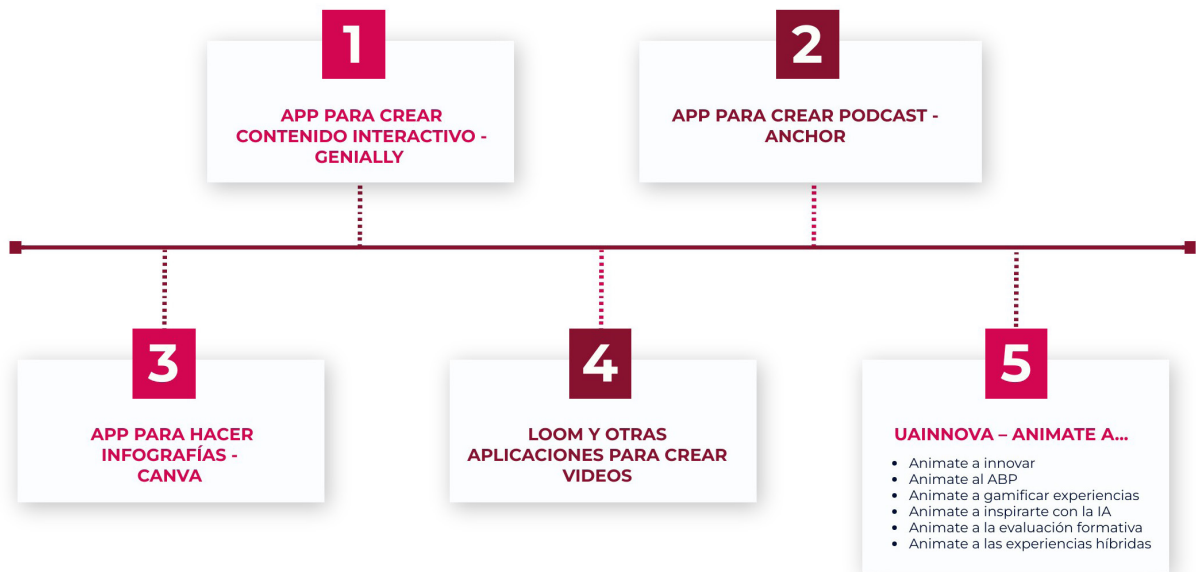 1
APP PARA CREAR
CONTENIDO INTERACTIVO -
GENIALLY
2
APP PARA CREAR PODCAST -
ANCHOR
3
APP PARA HACER
INFOGRAFÍAS -
CANVA
4
LOOM Y OTRAS
APLICACIONES PARA CREAR
VIDEOS
5
UAINNOVA – ANIMATE A...
• Animate a innovar
• Animate al ABP
• Animate a gamificar experiencias
• Animate a inspirarte con la IA
• Animate a la evaluación formativa
• Animate a las experiencias híbridas